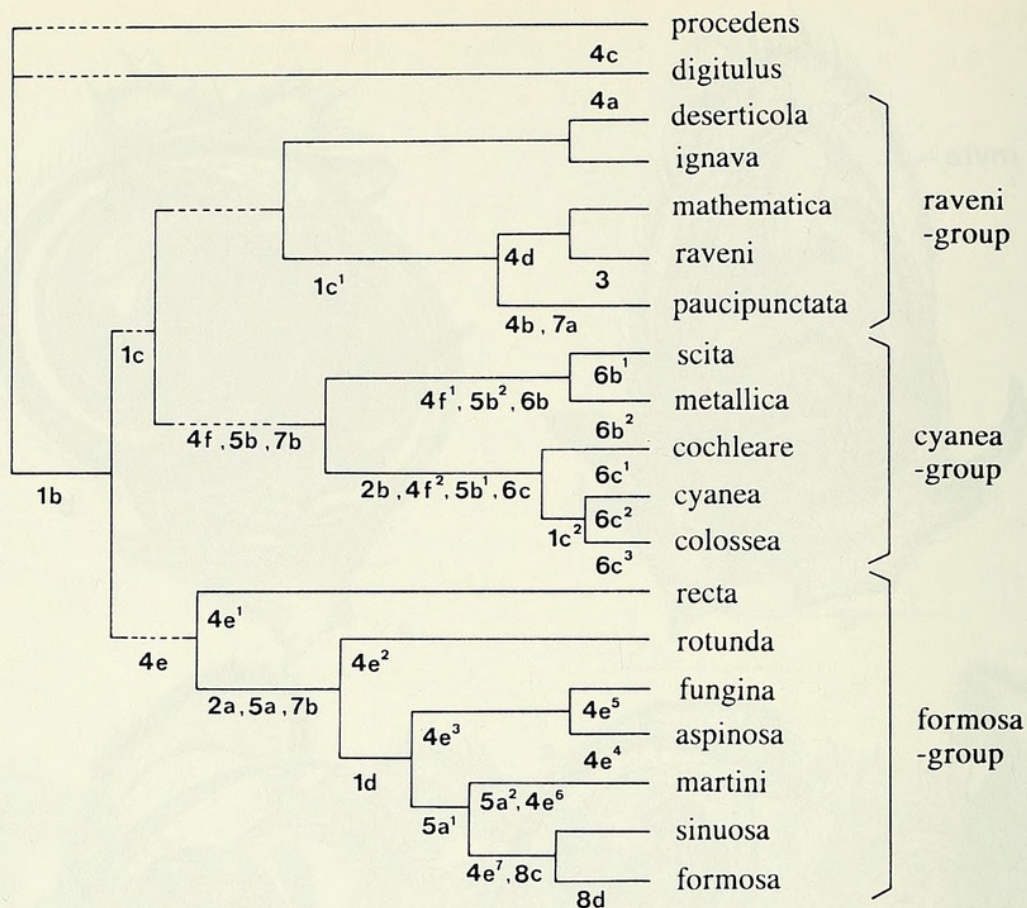 procedens
4c
digitulus
4a
deserticola
ignava
mathematica
4d
raveni
3
1c¹
paucipunctata
4b, 7a
raveni
-group
1c
scita
6b¹
4f¹, 5b², 6b
metallica
6b²
4f, 5b, 7b
cochleare
6c¹
2b, 4f², 5b¹, 6c
cyanea
6c²
1c²
colossea
6c³
cyanea
-group
1b
recta
4e¹
4e
rotunda
4e²
2a, 5a, 7b
fungina
4e⁵
4e³
aspinosa
4e⁴
1d
martini
5a², 4e⁶
5a¹
sinuosa
4e⁷, 8c
formosa
8d
formosa
-group